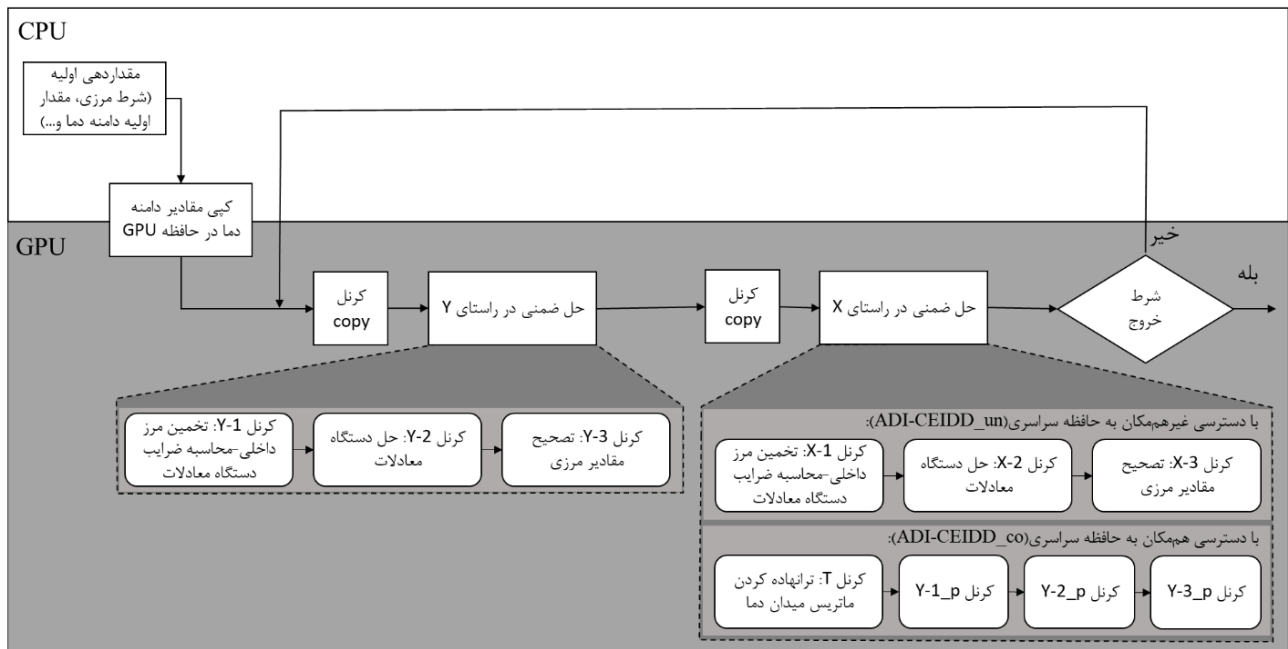 CPU
مقداردهی اولیه
(شرط مرزی، مقدار
اولیه دامنه دما و...)
کپی مقادیر دامنه
دما در حافظه GPU
GPU
کرنل
copy
حل ضمنی در راستای Y
کرنل
copy
حل ضمنی در راستای X
شرط
خروج
خیر
بله
کرنل Y-1: تخمین مرز
داخلی-محاسبه ضرایب
دستگاه معادلات
کرنل Y-2: حل دستگاه
معادلات
کرنل Y-3: تصحیح
مقادیر مرزی
با دسترسی غیرهم‌مکان به حافظه سراسری(ADI-CEIDD_un):
کرنل X-1: تخمین مرز
داخلی-محاسبه ضرایب
دستگاه معادلات
کرنل X-2: حل دستگاه
معادلات
کرنل X-3: تصحیح
مقادیر مرزی
با دسترسی هم‌مکان به حافظه سراسری(ADI-CEIDD_co):
کرنل T: ترانهاده کردن
ماتریس میدان دما
کرنل Y-1_p
کرنل Y-2_p
کرنل Y-3_p